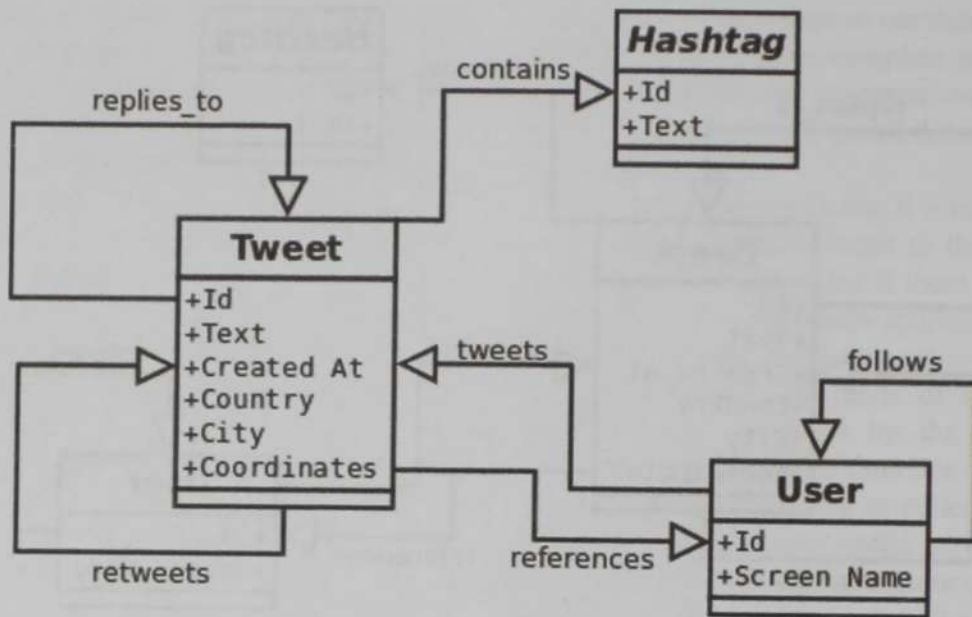 Hashtag
contains
+Id
+Text
replies_to
Tweet
+Id
+Text
+Created At
+Country
+City
+Coordinates
tweets
follows
User
+Id
+Screen Name
references
retweets